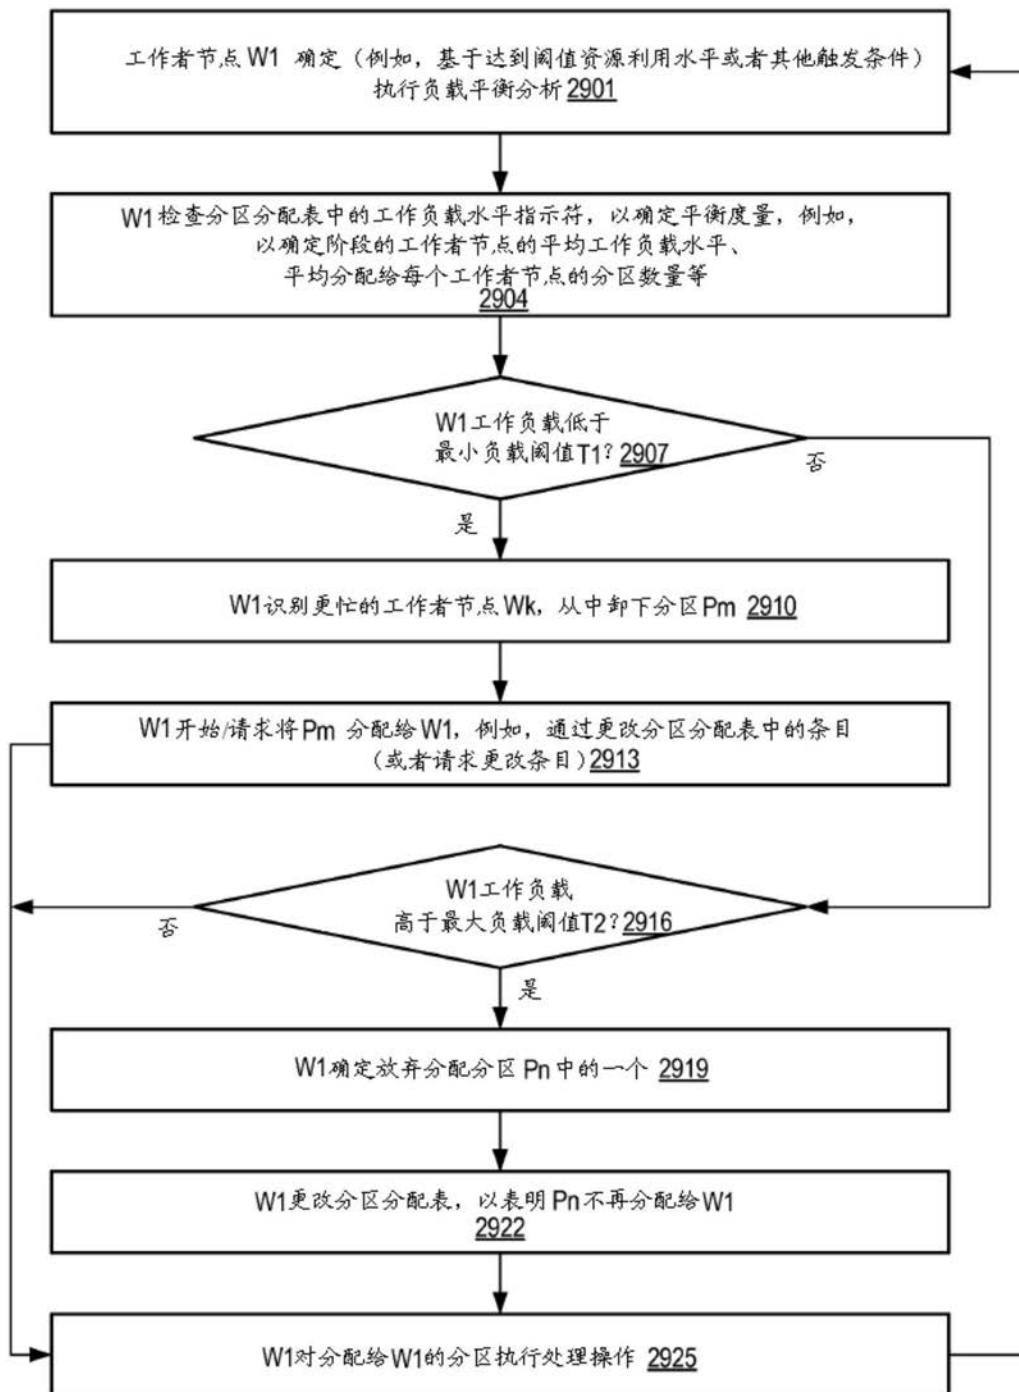 工作者节点W1 确定（例如，基于达到阈值资源利用水平或者其他触发条件）
执行负载平衡分析2901
W1检查分区分配表中的工作负载水平指示符，以确定平衡度量，例如，
以确定阶段的工作者节点的平均工作负载水平、
平均分配给每个工作者节点的分区数量等
2904
W1工作负载低于
最小负载阈值T1？2907
否
是
W1识别更忙的工作者节点Wk，从中卸下分区Pm 2910
W1开始/请求将Pm 分配给W1，例如，通过更改分区分配表中的条目
（或者请求更改条目）2913
W1工作负载
高于最大负载阈值T2？2916
否
是
W1确定放弃分配分区Pn中的一个 2919
W1更改分区分配表，以表明Pn不再分配给W1
2922
W1对分配给W1的分区执行处理操作 2925